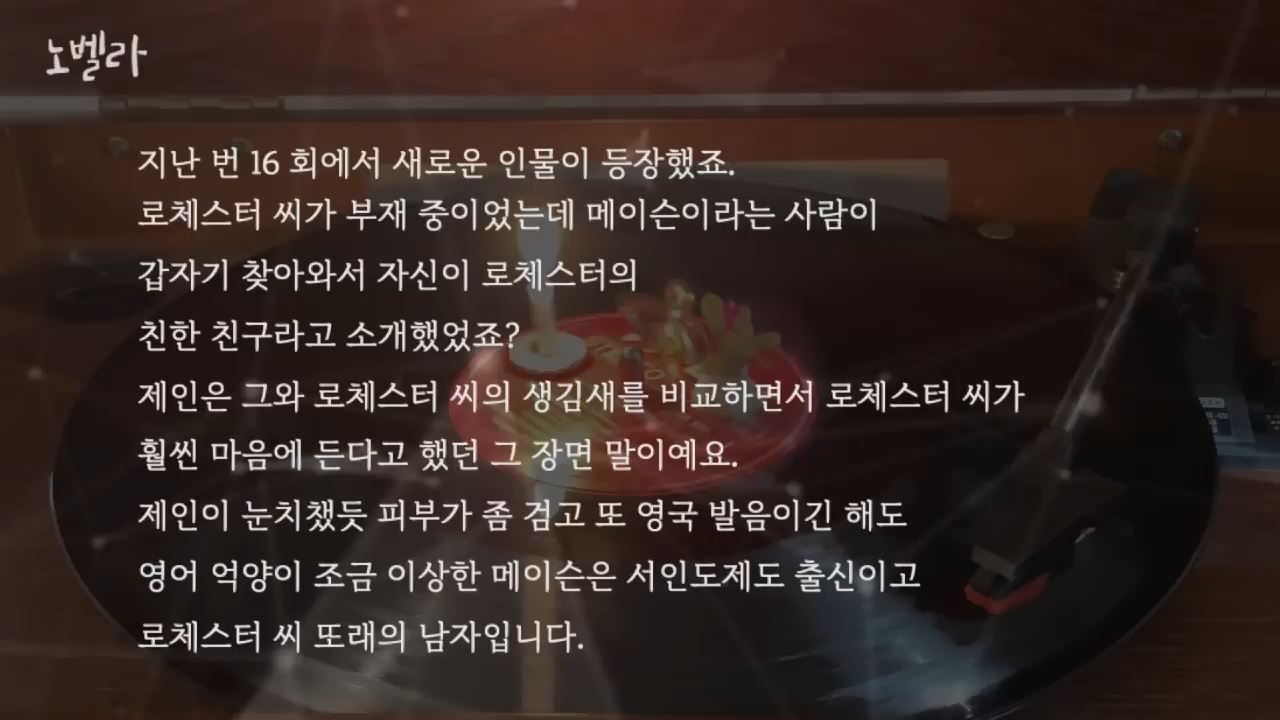 노벨라
지난 번 16 회에서 새로운 인물이 등장했죠.
로체스터 씨가 부재 중이었는데 메이슨이라는 사람이
갑자기 찾아와서 자신이 로체스터의
친한 친구라고 소개했었죠?
제인은 그와 로체스터 씨의 생김새를 비교하면서 로체스터 씨가
훨씬 마음에 든다고 했던 그 장면 말이예요.
제인이 눈치챘듯 피부가 좀 검고 또 영국 발음이긴 해도
영어 억양이 조금 이상한 메이슨은 서인도제도 출신이고
로체스터 씨 또래의 남자입니다.